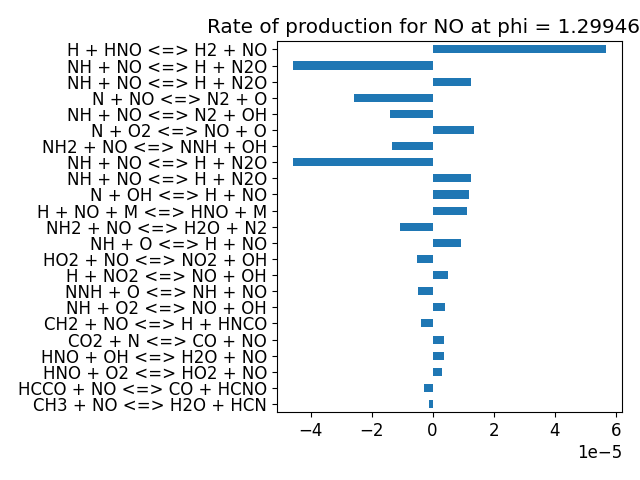 Rate of production for NO at phi = 1.29946
H + HNO <=> H2 + NO
NH + NO <=> H + N2O
NH + NO <=> H + N2O
N + NO <=> N2 + O
NH + NO <=> N2 + OH
N + O2 <=> NO + O
NH2 + NO <=> NNH + OH
NH + NO <=> H + N2O
NH + NO <=> H + N2O
N + OH <=> H + NO
H + NO + M <=> HNO + M
NH2 + NO <=> H2O + N2
NH + O <=> H + NO
HO2 + NO <=> NO2 + OH
H + NO2 <=> NO + OH
NNH + O <=> NH + NO
NH + O2 <=> NO + OH
CH2 + NO <=> H + HNCO
CO2 + N <=> CO + NO
HNO + OH <=> H2O + NO
HNO + O2 <=> HO2 + NO
HCCO + NO <=> CO + HCNO
CH3 + NO <=> H2O + HCN
−4 −2 0 2 4 6
1e−5